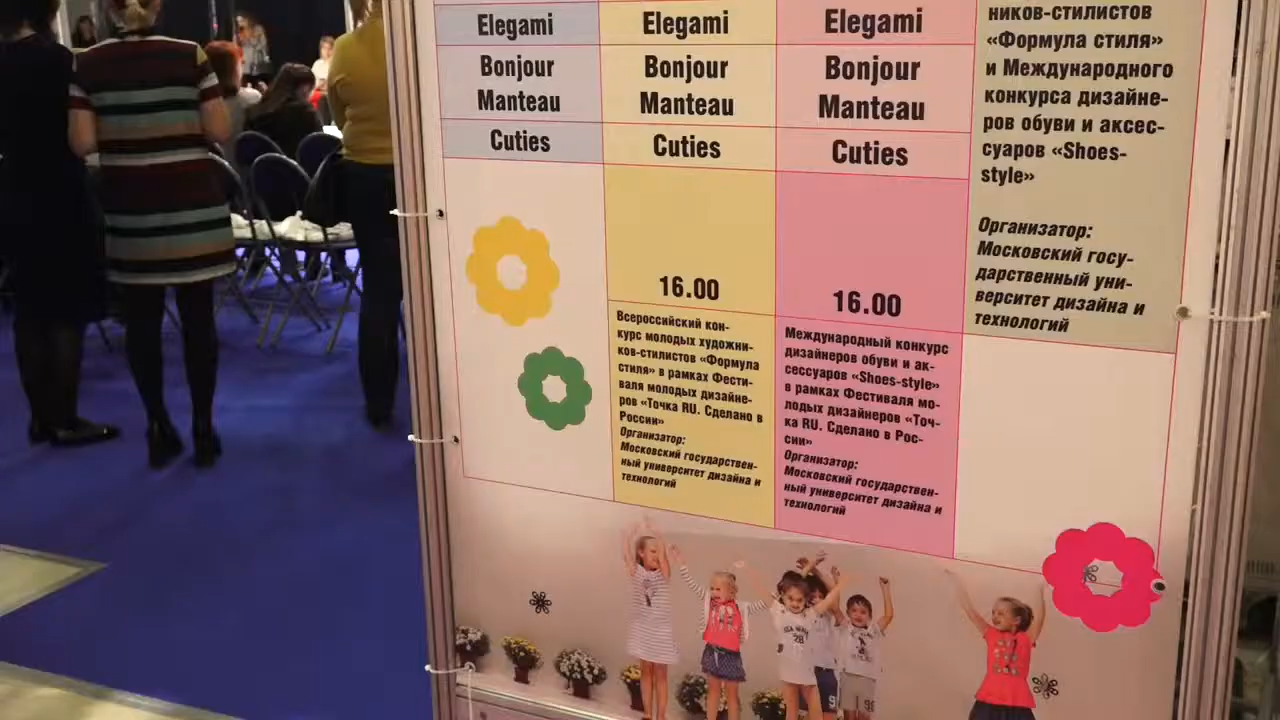 Elegami
Bonjour
Manteau
Cuties
Elegami
Bonjour
Manteau
Cuties
16.00
Всероссийский кон-
курс молодых художни-
ков-стилистов «Формула
стиля» в рамках Фести-
валя молодых дизайне-
ров «Точка RU. Сделано в
России»
Организатор:
Московский государствен-
ный университет дизайна и
технологий
Elegami
Bonjour
Manteau
Cuties
16.00
Международный конкурс
дизайнеров обуви и ак-
сессуаров «Shoes-style»
в рамках Фестиваля мо-
лодых дизайнеров «Точ-
ка RU. Сделано в Рос-
сии»
Организатор:
Московский государствен-
ный университет дизайна и
технологий
ников-стилистов
«Формула стиля»
и Международного
конкурса дизайне-
ров обуви и аксес-
суаров «Shoes-
style»
Организатор:
Московский госу-
дарственный уни-
верситет дизайна и
технологий